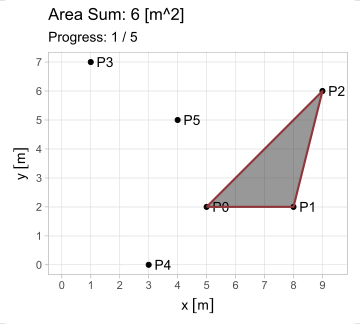 Area Sum: 6 [m^2]
Progress: 1 / 5
7
P3
6
P2
5
P5
4
3
2
P0
P1
1
0
P4
0 1 2 3 4 5 6 7 8 9
x [m]
y [m]